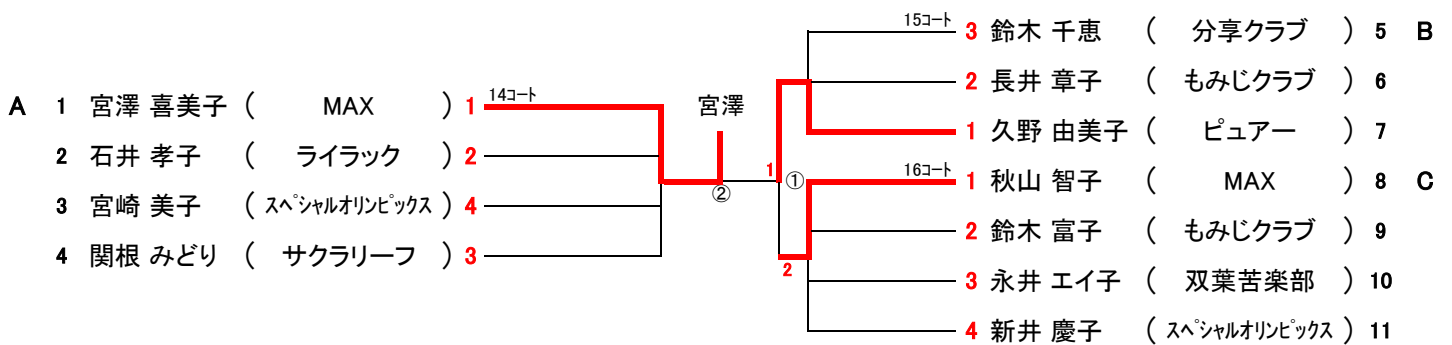 A 1 宮澤 喜美子 ( MAX ) 1 14コート
2 石井 孝子 ( ライラック ) 2
3 宮崎 美子 ( スペシャルオリンピックス ) 4
4 関根 みどり ( サクラリーフ ) 3
宮澤
②
1 ①
2
15コート 3 鈴木 千恵 ( 分享クラブ ) 5 B
2 長井 章子 ( もみじクラブ ) 6
1 久野 由美子 ( ピュアー ) 7
16コート 1 秋山 智子 ( MAX ) 8 C
2 鈴木 富子 ( もみじクラブ ) 9
3 永井 エイ子 ( 双葉苦楽部 ) 10
4 新井 慶子 ( スペシャルオリンピックス ) 11